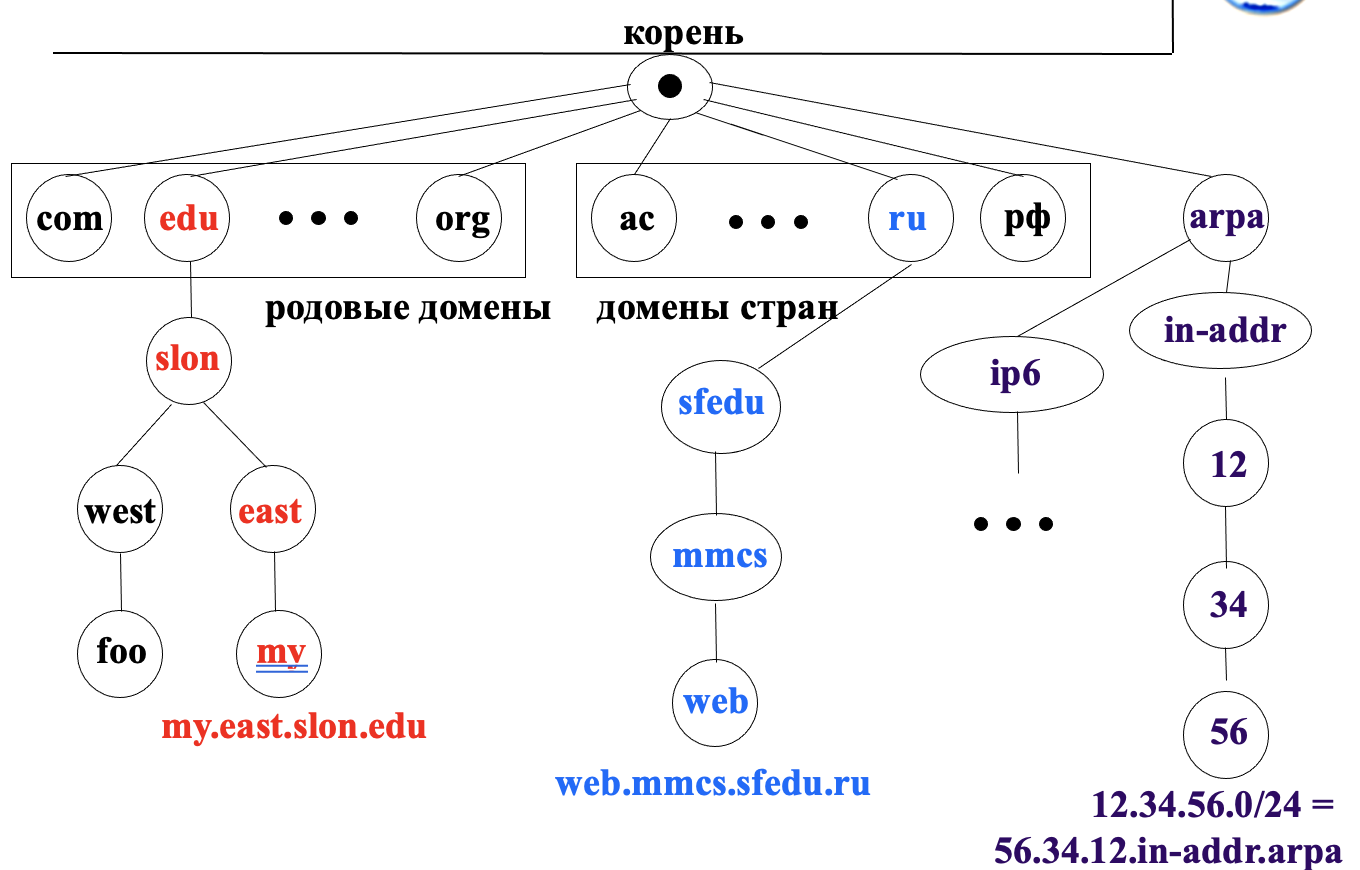 корень
com
edu
org
ac
ru
рф
arpa
родовые домены
домены стран
in-addr
slon
ip6
sfedu
12
west
east
mmcs
34
foo
my
web
my.east.slon.edu
56
web.mmcs.sfedu.ru
12.34.56.0/24 =
56.34.12.in-addr.arpa